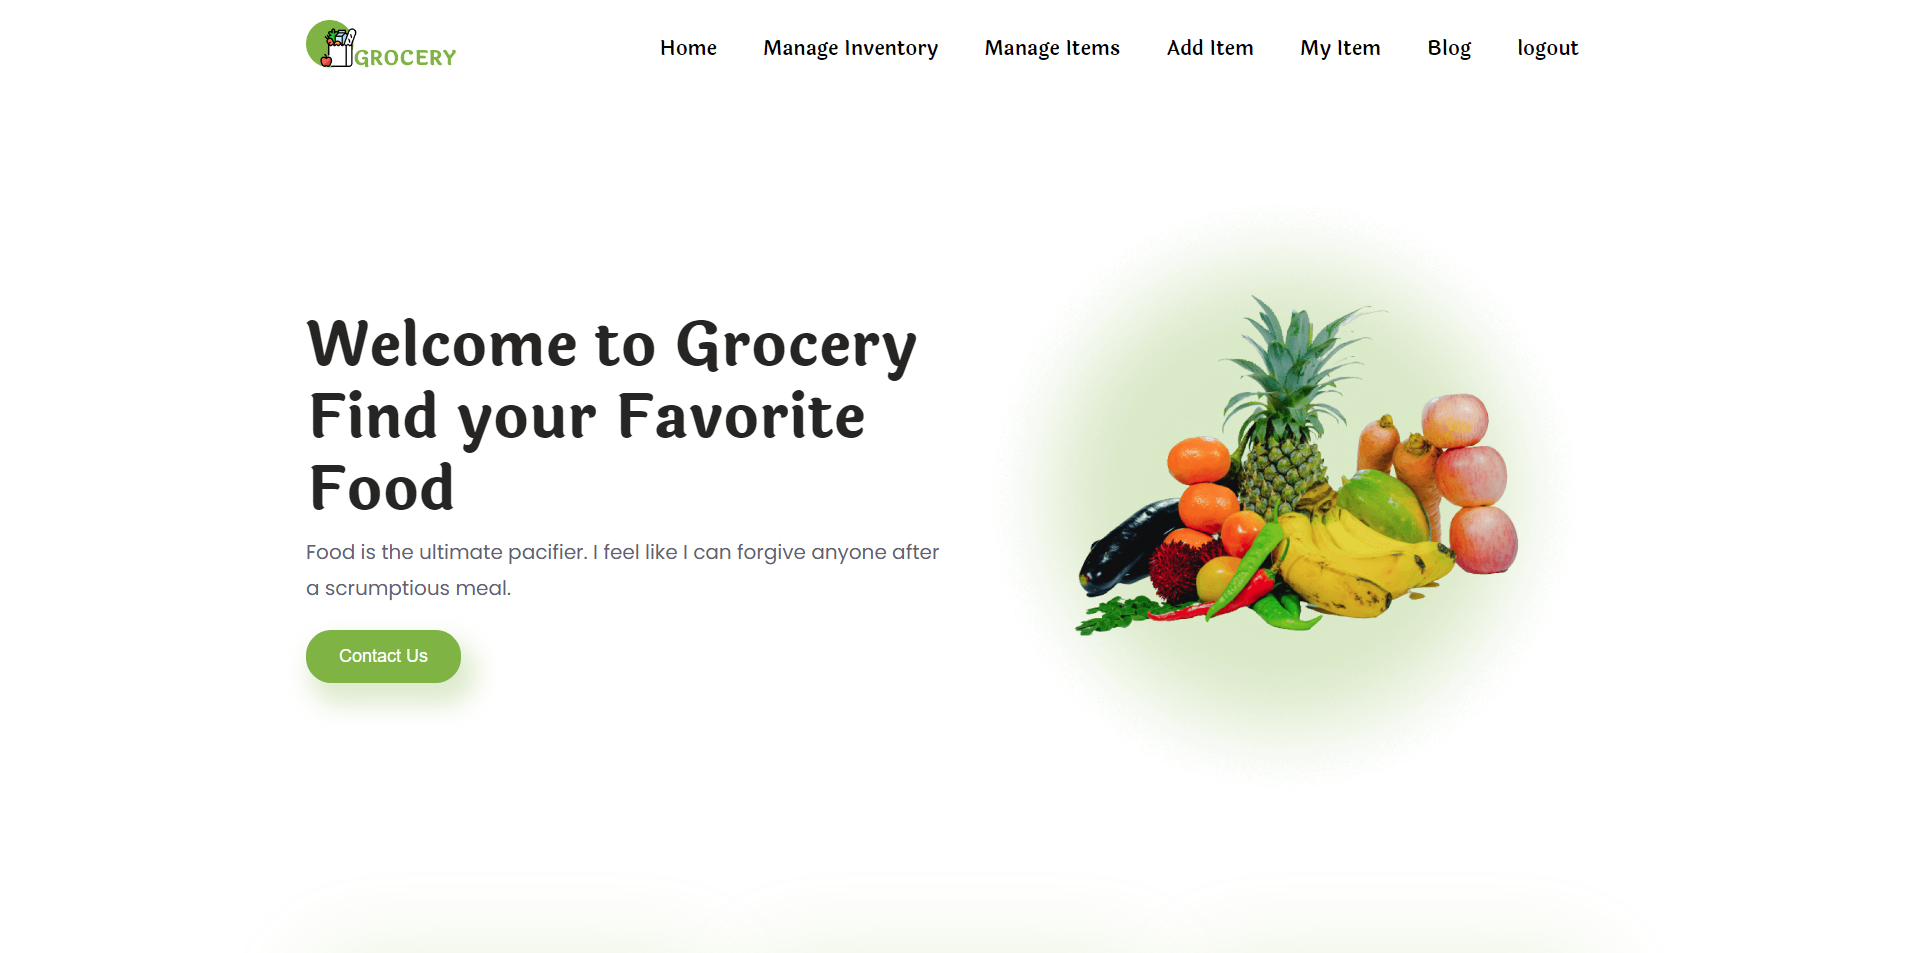 GROCERY
Home Manage Inventory Manage Items Add Item My Item Blog logout
Welcome to Grocery
Find your Favorite
Food
Food is the ultimate pacifier. I feel like I can forgive anyone after
a scrumptious meal.
Contact Us